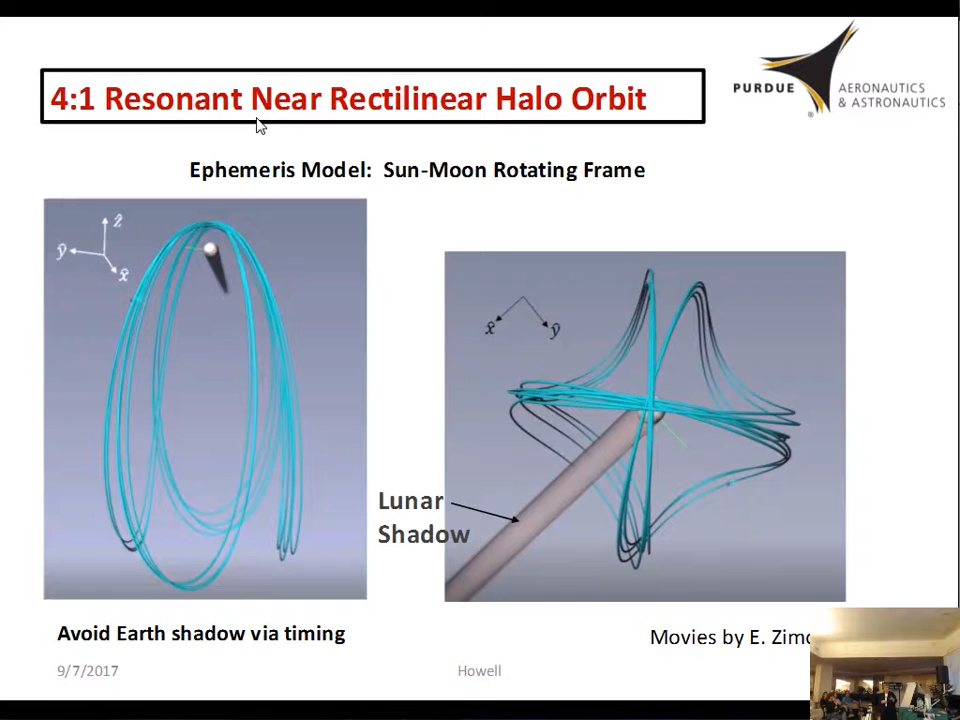 4:1 Resonant Near Rectilinear Halo Orbit
PURDUE
AERONAUTICS
& ASTRONAUTICS
®
Ephemeris Model: Sun-Moon Rotating Frame
ẑ
ŷ
x̂
x̂
ŷ
Lunar
Shadow
Avoid Earth shadow via timing
Movies by E.
9/7/2017
Howell